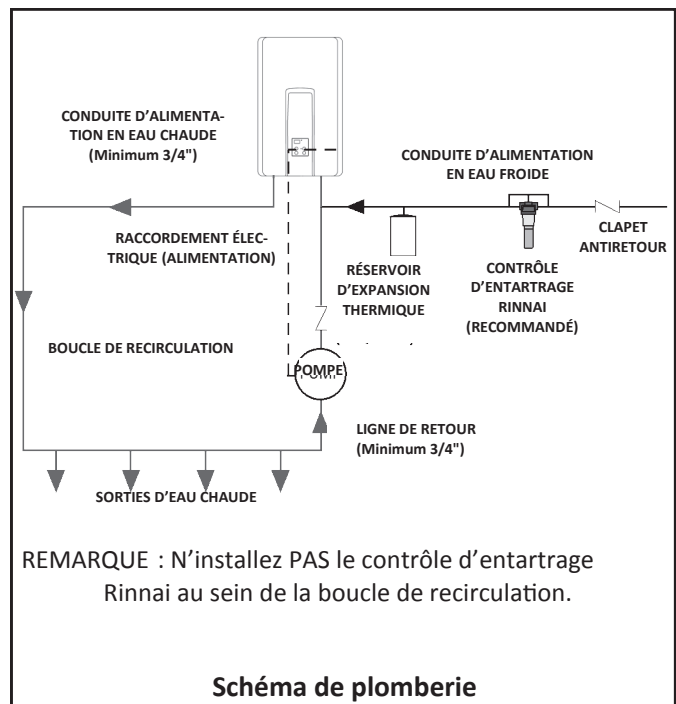 CONDUITE D’ALIMENTA-
TION EN EAU CHAUDE
(Minimum 3/4")
CONDUITE D’ALIMENTATION
EN EAU FROIDE
RACCORDEMENT ÉLEC-
TRIQUE (ALIMENTATION)
CLAPET
ANTIRETOUR
RÉSERVOIR
D’EXPANSION
THERMIQUE
CONTRÔLE
D’ENTARTRAGE
RINNAI
(RECOMMANDÉ)
BOUCLE DE RECIRCULATION
POMPE
LIGNE DE RETOUR
(Minimum 3/4")
SORTIES D’EAU CHAUDE
REMARQUE : N’installez PAS le contrôle d’entartrage
Rinnai au sein de la boucle de recirculation.
Schéma de plomberie